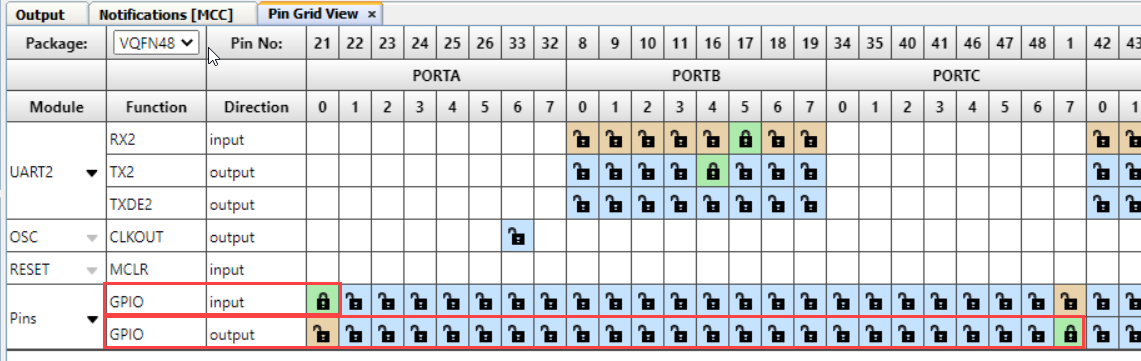 Output Notifications [MCC] Pin Grid View ×
Package: VQFN48 Pin No: 21 22 23 24 25 26 33 32 8 9 10 11 16 17 18 19 34 35 40 41 46 47 48 1 42 43
PORTA PORTB PORTC
Module Function Direction 0 1 2 3 4 5 6 7 0 1 2 3 4 5 6 7 0 1 2 3 4 5 6 7 0 1
RX2 input
UART2 TX2 output
TXDE2 output
OSC CLKOUT output
RESET MCLR input
GPIO input
Pins
GPIO output